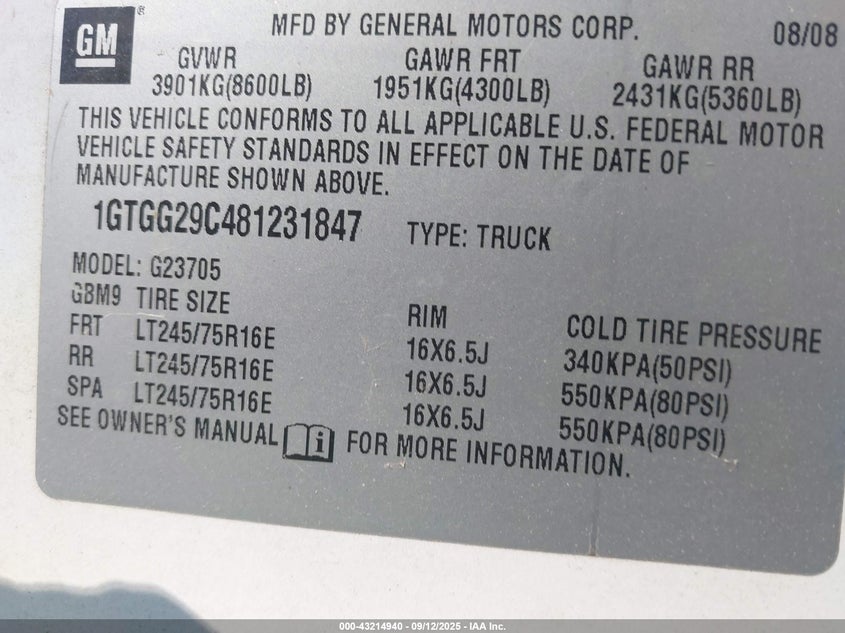 GM®
MFD BY GENERAL MOTORS CORP. 08/08
GVWR GAWR FRT GAWR RR
3901KG(8600LB) 1951KG(4300LB) 2431KG(5360LB)
THIS VEHICLE CONFORMS TO ALL APPLICABLE U.S. FEDERAL MOTOR
VEHICLE SAFETY STANDARDS IN EFFECT ON THE DATE OF
MANUFACTURE SHOWN ABOVE.
1GTGG29C481231847 TYPE: TRUCK
MODEL: G23705
GBM9 TIRE SIZE RIM COLD TIRE PRESSURE
FRT LT245/75R16E 16X6.5J 340KPA(50PSI)
RR LT245/75R16E 16X6.5J 550KPA(80PSI)
SPA LT245/75R16E 16X6.5J 550KPA(80PSI)
SEE OWNER'S MANUAL i FOR MORE INFORMATION.
000-43214940 - 09/12/2025 - IAA Inc.